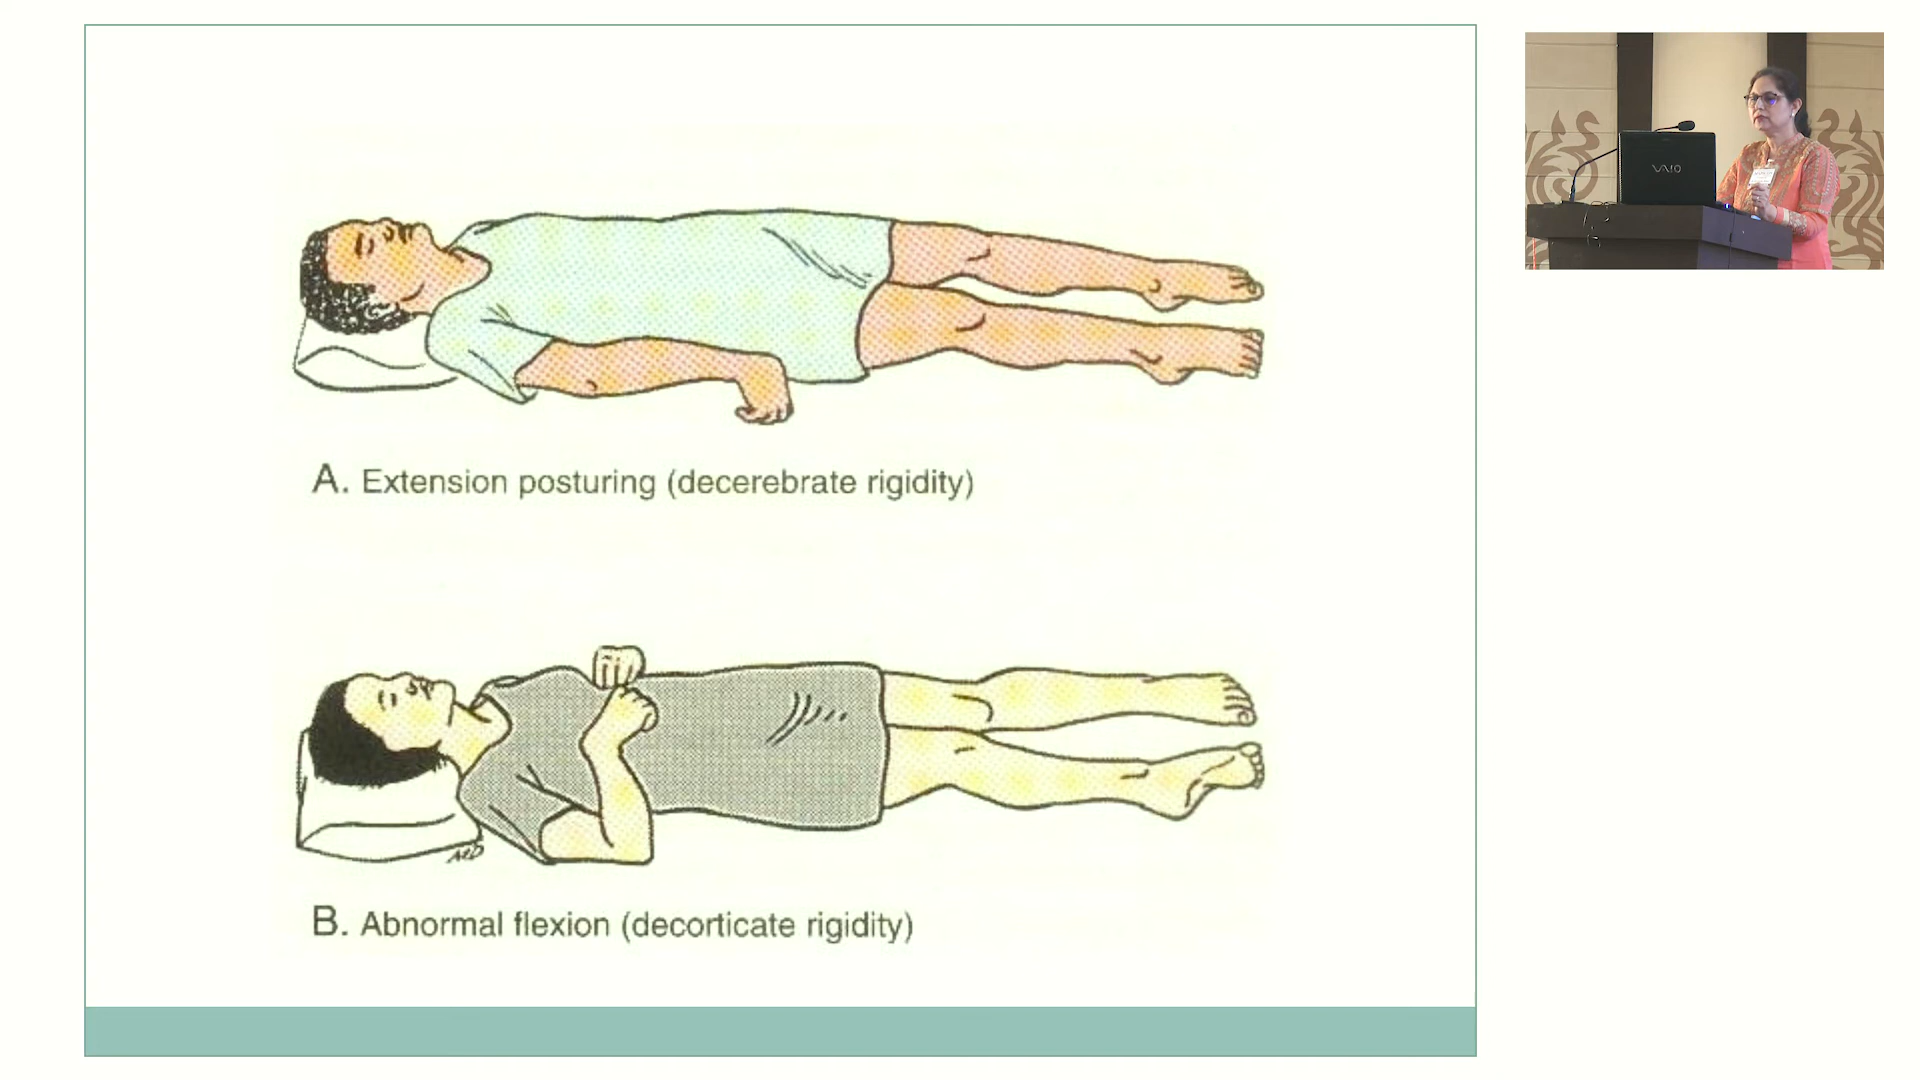 A. Extension posturing (decerebrate rigidity)
B. Abnormal flexion (decorticate rigidity)
VAIO